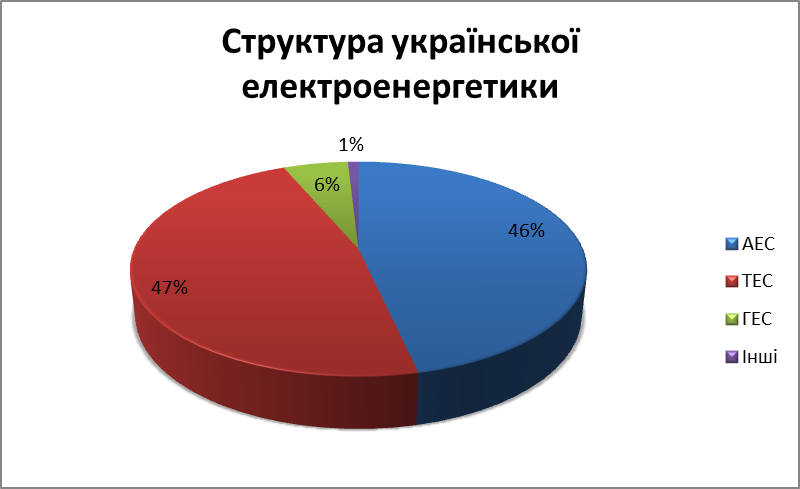 Структура української
електроенергетики
1%
6%
46%
47%
АЕС
ТЕС
ГЕС
Інші